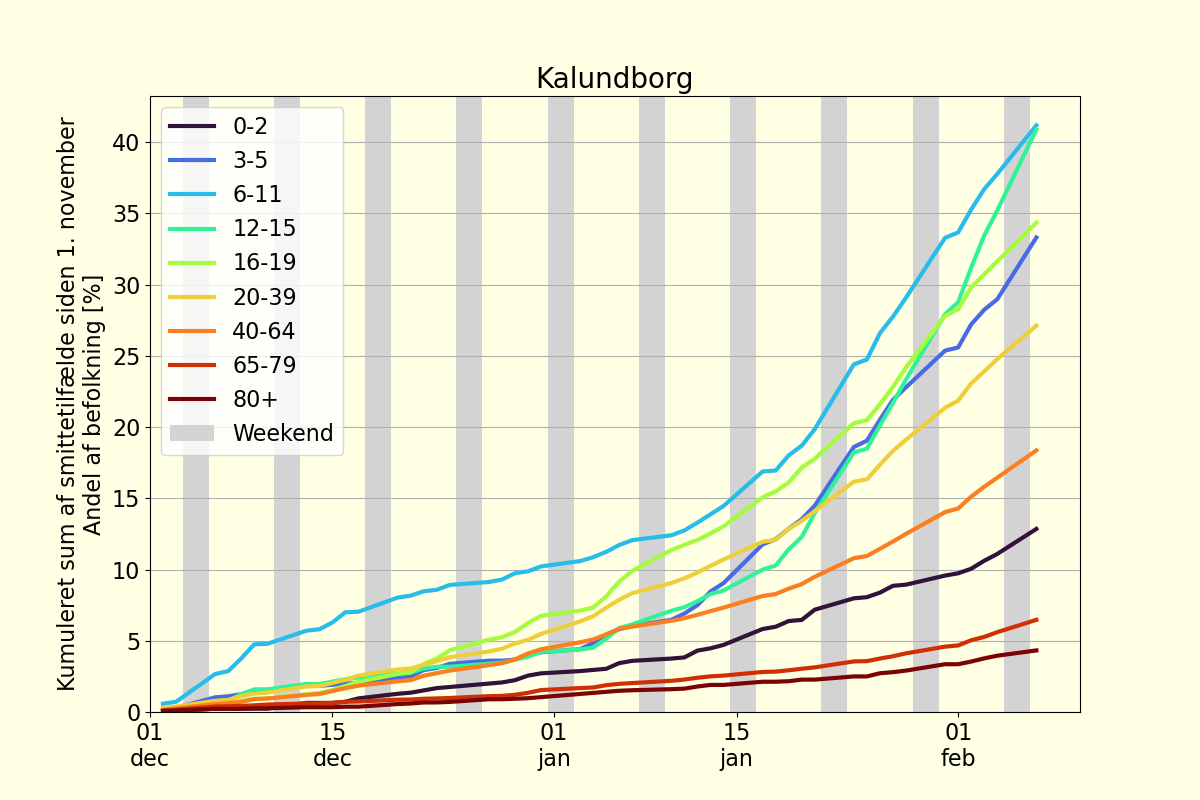 Kalundborg
Kumuleret sum af smittetilfælde siden 1. november
Andel af befolkning [%]
40
35
30
25
20
15
10
5
0
0-2
3-5
6-11
12-15
16-19
20-39
40-64
65-79
80+
Weekend
01
dec
15
dec
01
jan
15
jan
01
feb